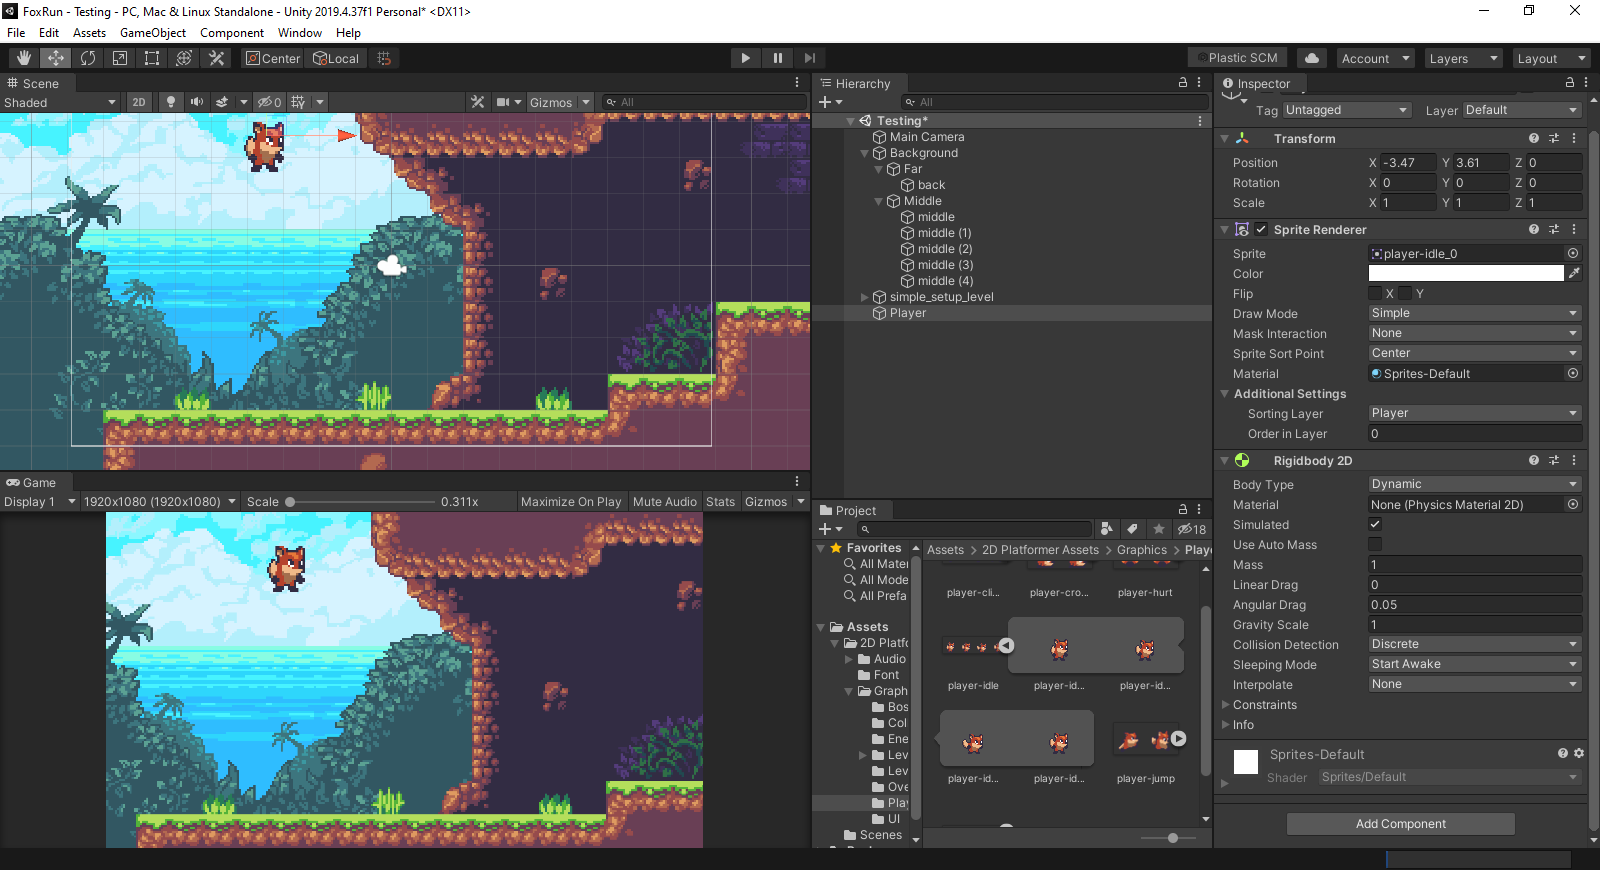 FoxRun - Testing - PC, Mac & Linux Standalone - Unity 2019.4.37f1 Personal* <DX11>
File Edit Assets GameObject Component Window Help
Center Local Plastic SCM Account Layers Layout
Scene
Shaded 2D 0 Gizmos All
Hierarchy
All
Testing*
Main Camera
Background
Far
back
Middle
middle
middle (1)
middle (2)
middle (3)
middle (4)
simple_setup_level
Player
Game
Display 1 1920x1080 (1920x1080) Scale 0.311x Maximize On Play Mute Audio Stats Gizmos
Project
18
Favorites
All Mater
All Mode
All Prefa
Assets
2D Platfo
Audio
Font
Graph
Bos
Col
Ene
Lev
Lev
Ove
Play
UI
Scenes
Assets > 2D Platformer Assets > Graphics > Playe
player-cli... player-cro... player-hurt
player-idle player-id... player-id...
player-id... player-id... player-jump
Inspector
Tag Untagged Layer Default
Transform
Position X -3.47 Y 3.61 Z 0
Rotation X 0 Y 0 Z 0
Scale X 1 Y 1 Z 1
Sprite Renderer
Sprite player-idle_0
Color
Flip X Y
Draw Mode Simple
Mask Interaction None
Sprite Sort Point Center
Material Sprites-Default
Additional Settings
Sorting Layer Player
Order in Layer 0
Rigidbody 2D
Body Type Dynamic
Material None (Physics Material 2D)
Simulated
Use Auto Mass
Mass 1
Linear Drag 0
Angular Drag 0.05
Gravity Scale 1
Collision Detection Discrete
Sleeping Mode Start Awake
Interpolate None
Constraints
Info
Sprites-Default
Shader Sprites/Default
Add Component